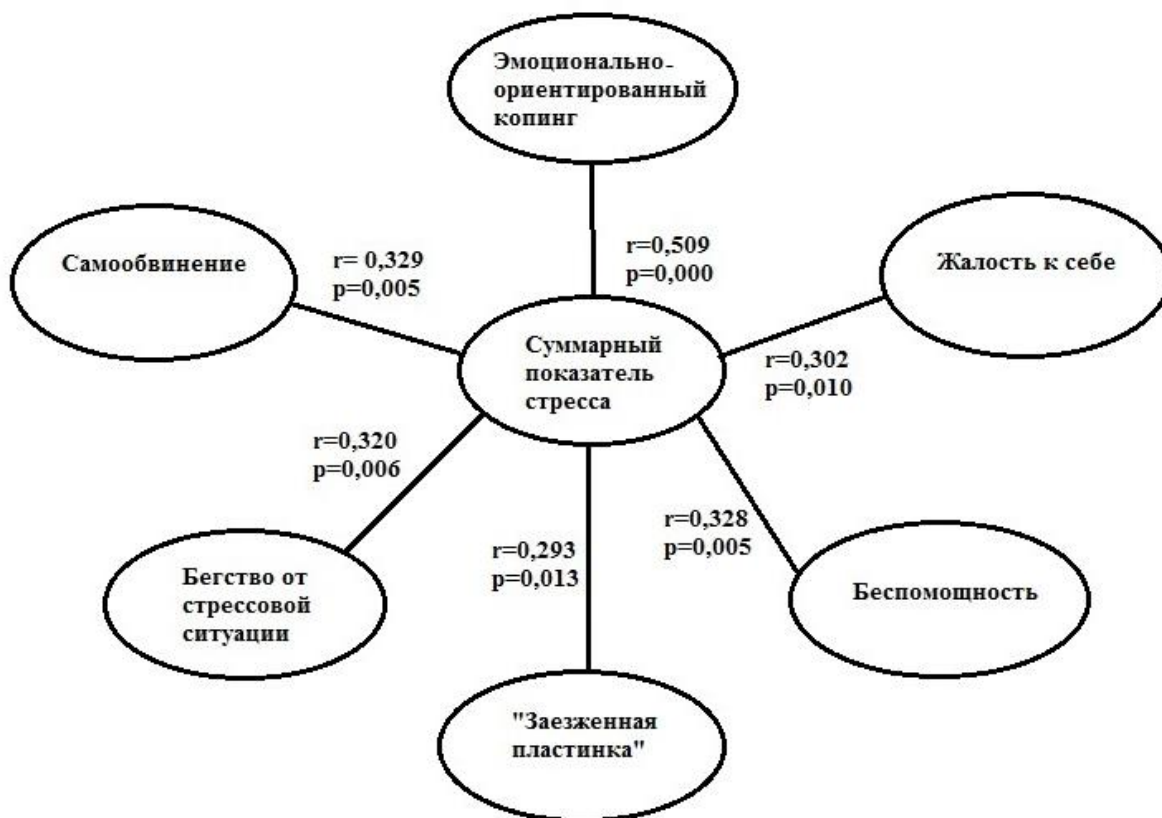 Эмоционально-
ориентированный
копинг
Самообвинение
r= 0,329
p=0,005
r=0,509
p=0,000
Жалость к себе
Суммарный
показатель
стресса
r=0,302
p=0,010
r=0,320
p=0,006
r=0,293
p=0,013
r=0,328
p=0,005
Бегство от
стрессовой
ситуации
Беспомощность
"Заезженная
пластинка"